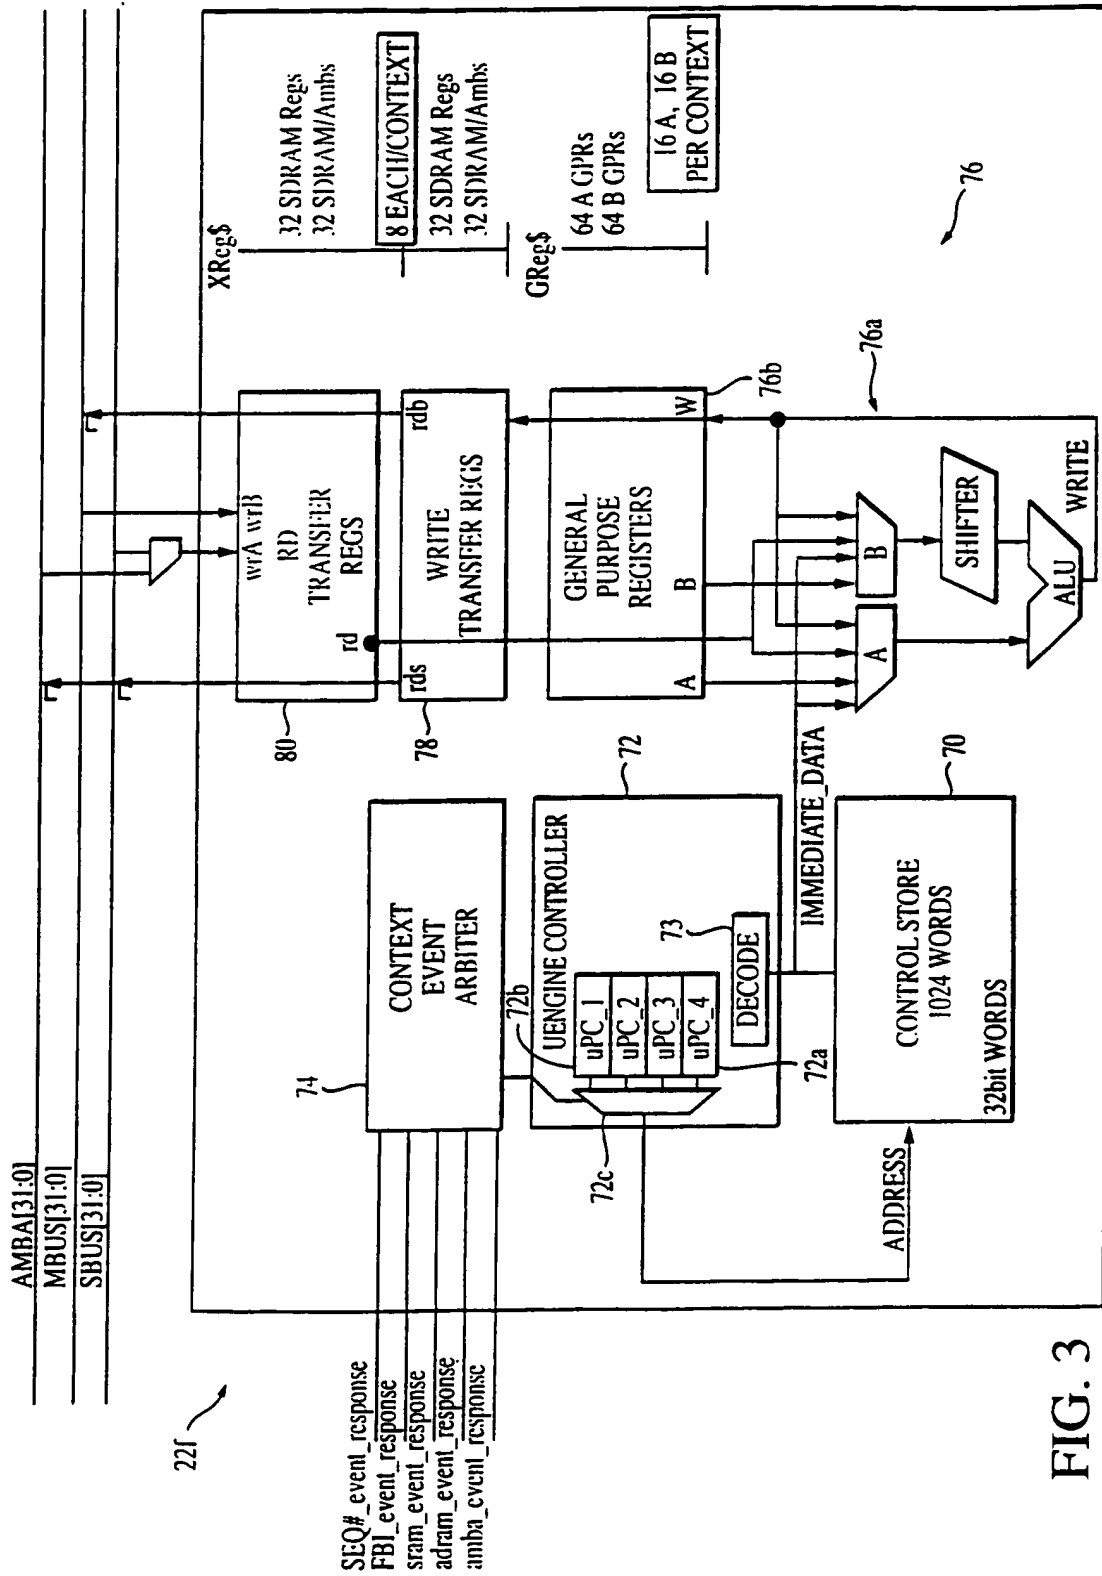 AMBA[31:0]
MBUS[31:0]
SBUS[31:0]
22f
SEQ#_event_response
FBI_event_response
sram_event_response
adram_event_response
amba_event_response
74
CONTEXT
EVENT
ARBITER
72b
72
UENGINE CONTROLLER
uPC_1
uPC_2
uPC_3
uPC_4
72a
72c
73
DECODE
IMMEDIATE_DATA
ADDRESS
70
CONTROL STORE
1024 WORDS
32bit WORDS
80
wrA wrB
RD
TRANSFER
REGS
rd
78
rds
WRITE
TRANSFER REGS
rdb
GENERAL
PURPOSE
REGISTERS
A
B
W
76b
76a
A
B
SHIFTER
ALU
WRITE
76
XReg$
32 SDRAM Regs
32 SDRAM/Ambs
8 EACH/CONTEXT
32 SDRAM Regs
32 SDRAM/Ambs
GReg$
64 A GPRs
64 B GPRs
16 A, 16 B
PER CONTEXT
FIG. 3